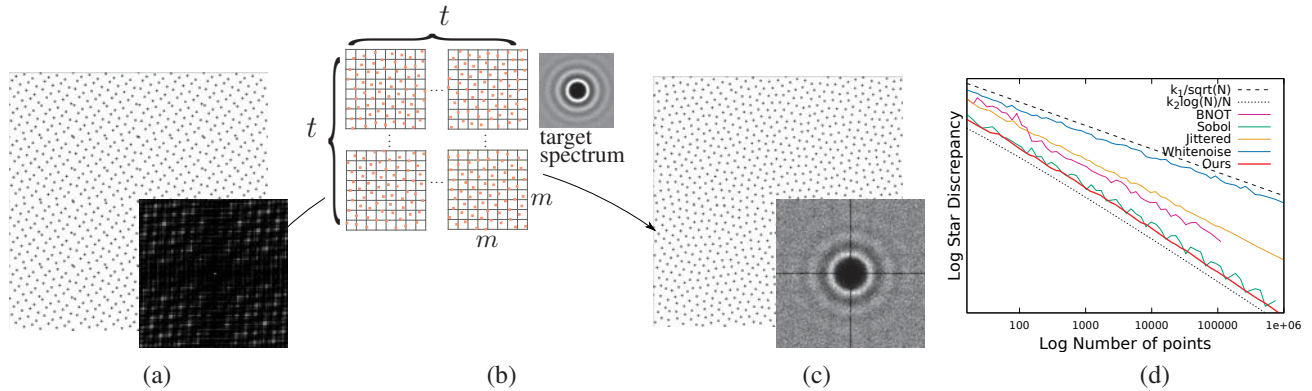 t
t
...
...
⋮
⋮
m
m
target
spectrum
Log Star Discrepancy
k₁/sqrt(N)
k₂log(N)/N
BNOT
Sobol
Jittered
Whitenoise
Ours
100
1000
10000
100000
1e+06
Log Number of points
(a)
(b)
(c)
(d)